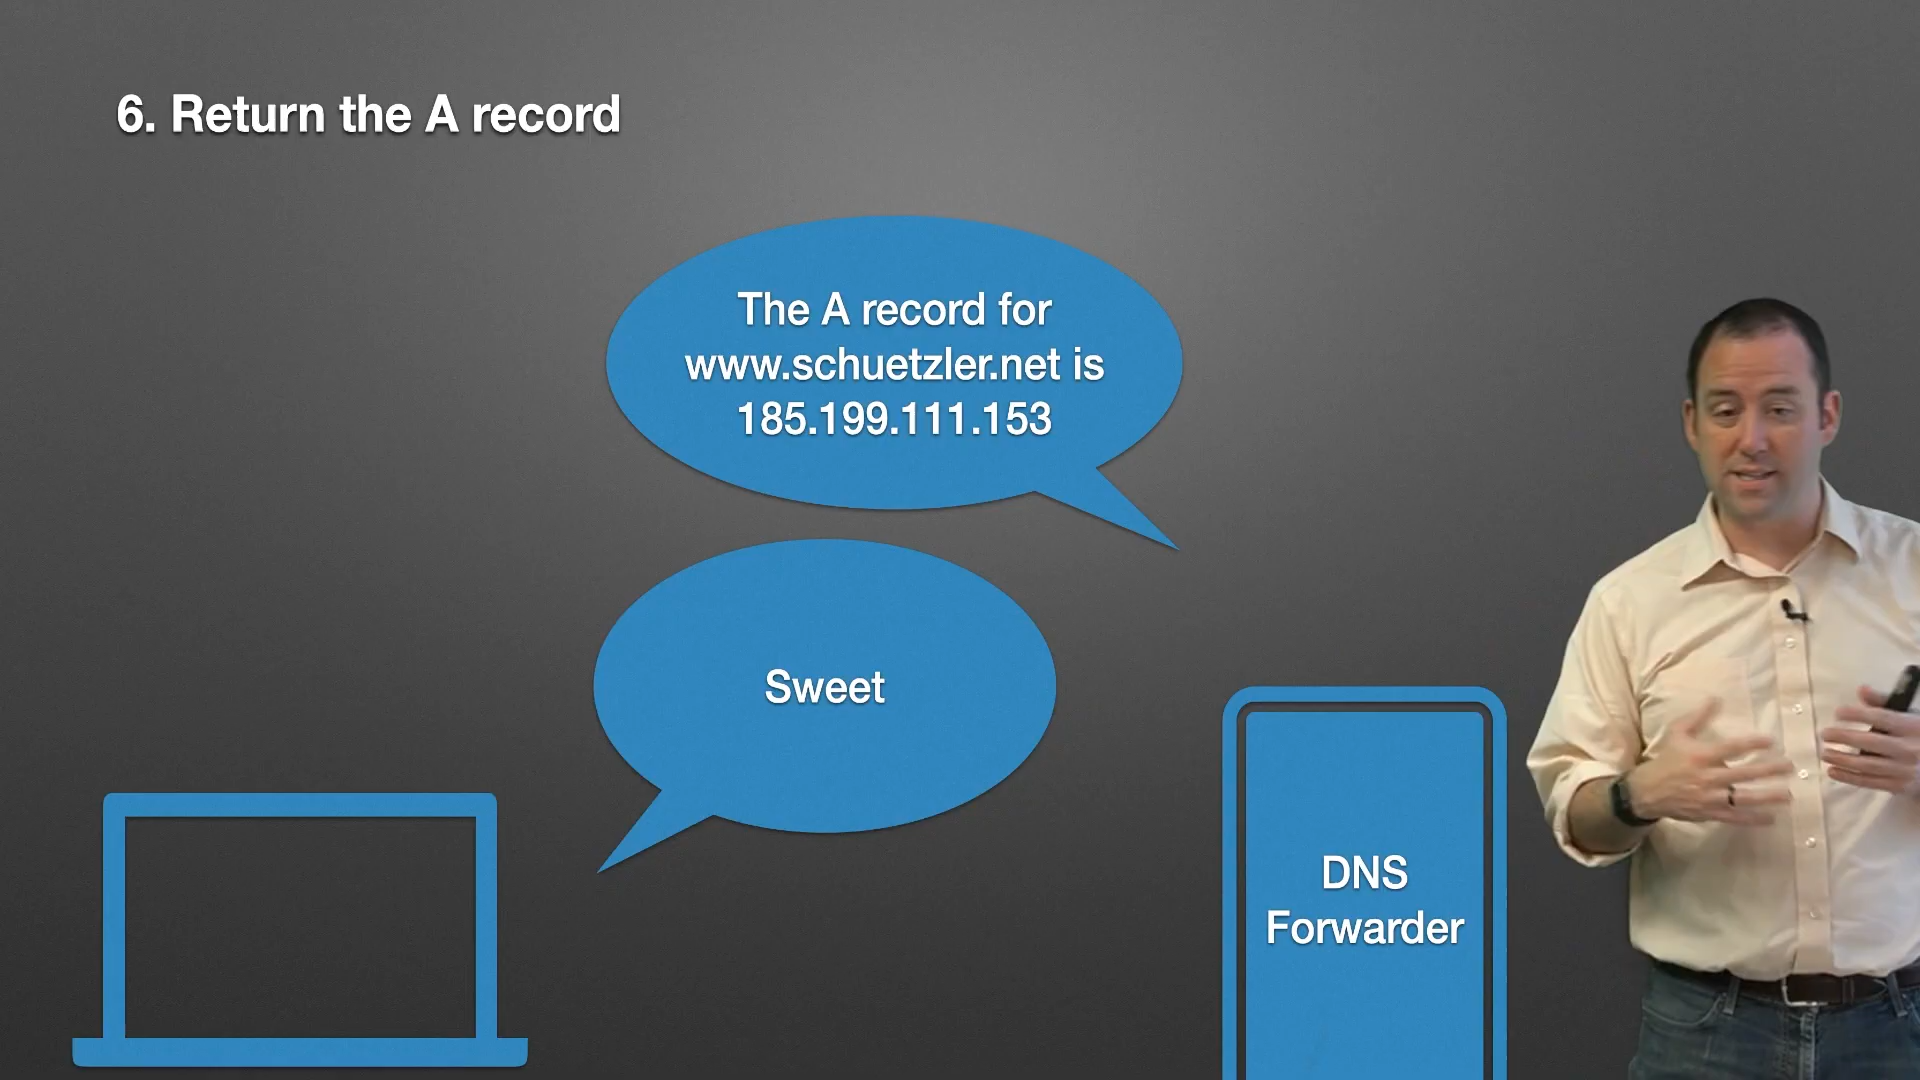 6. Return the A record
The A record for
www.schuetzler.net is
185.199.111.153
Sweet
DNS
Forwarder